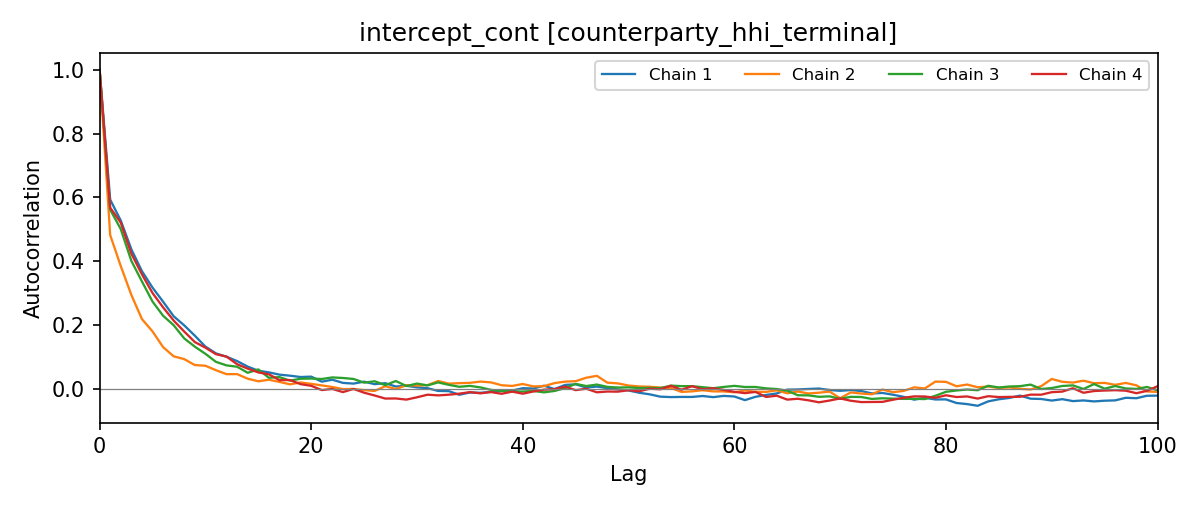 intercept_cont [counterparty_hhi_terminal]
Chain 1 Chain 2 Chain 3 Chain 4
Autocorrelation
1.0
0.8
0.6
0.4
0.2
0.0
0 20 40 60 80 100
Lag